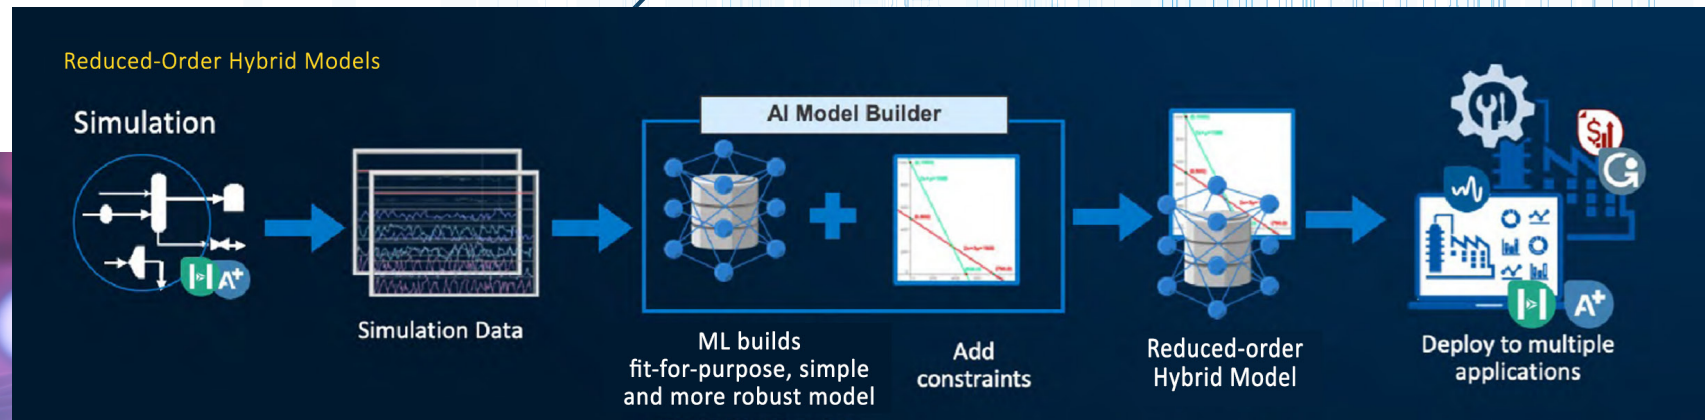 Reduced-Order Hybrid Models
Simulation
A+
Simulation Data
AI Model Builder
ML builds
fit-for-purpose, simple
and more robust model
Add
constraints
Reduced-order
Hybrid Model
$
A+
Deploy to multiple
applications